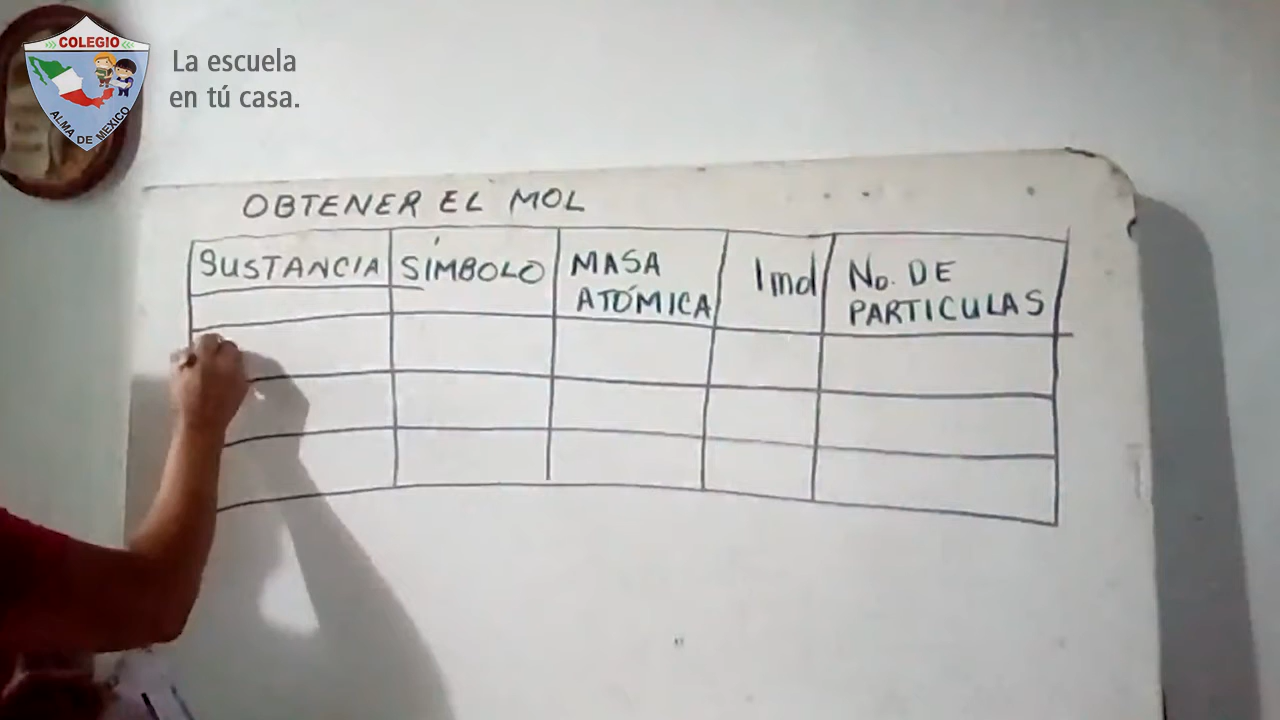 COLEGIO
ALMA DE MEXICO
La escuela
en tú casa.
OBTENER EL MOL
SUSTANCIA
SÍMBOLO
MASA
ATÓMICA
1mol
No. DE
PARTICULAS